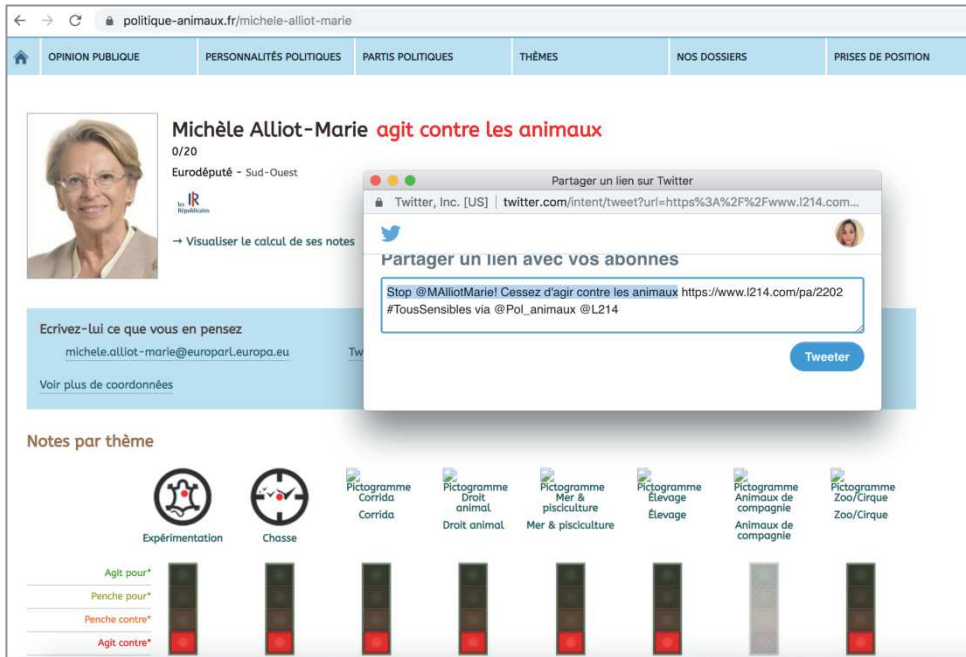 politique-animaux.fr/michele-alliot-marie
OPINION PUBLIQUE PERSONNALITÉS POLITIQUES PARTIS POLITIQUES THÈMES NOS DOSSIERS PRISES DE POSITION
Michèle Alliot-Marie agit contre les animaux
0/20
Eurodéputé - Sud-Ouest
les Républicains
→ Visualiser le calcul de ses notes
Partager un lien sur Twitter
Twitter, Inc. [US] | twitter.com/intent/tweet?url=https%3A%2F%2Fwww.l214.com...
Partager un lien avec vos abonnés
Stop @MAlliotMarie! Cessez d'agir contre les animaux https://www.l214.com/pa/2202
#TousSensibles via @Pol_animaux @L214
Tweeter
Ecrivez-lui ce que vous en pensez
michele.alliot-marie@europarl.europa.eu Tw
Voir plus de coordonnées
Notes par thème
Expérimentation
Chasse
Pictogramme
Corrida
Corrida
Pictogramme
Droit
animal
Droit animal
Pictogramme
Mer &
pisciculture
Mer & pisciculture
Pictogramme
Élevage
Élevage
Pictogramme
Animaux de
compagnie
Animaux de
compagnie
Pictogramme
Zoo/Cirque
Zoo/Cirque
Agit pour*
Penche pour*
Penche contre*
Agit contre*